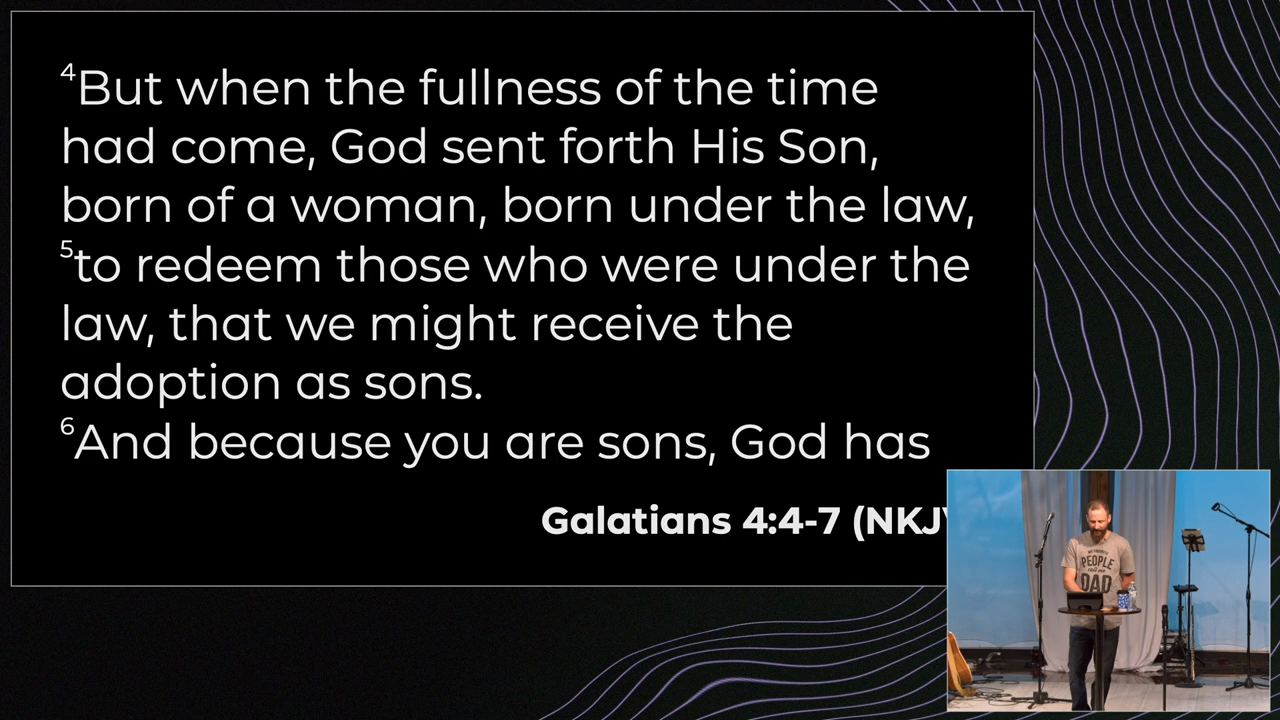 ⁴But when the fullness of the time
had come, God sent forth His Son,
born of a woman, born under the law,
⁵to redeem those who were under the
law, that we might receive the
adoption as sons.
⁶And because you are sons, God has
Galatians 4:4-7 (NKJ
PEOPLE
call me
DAD